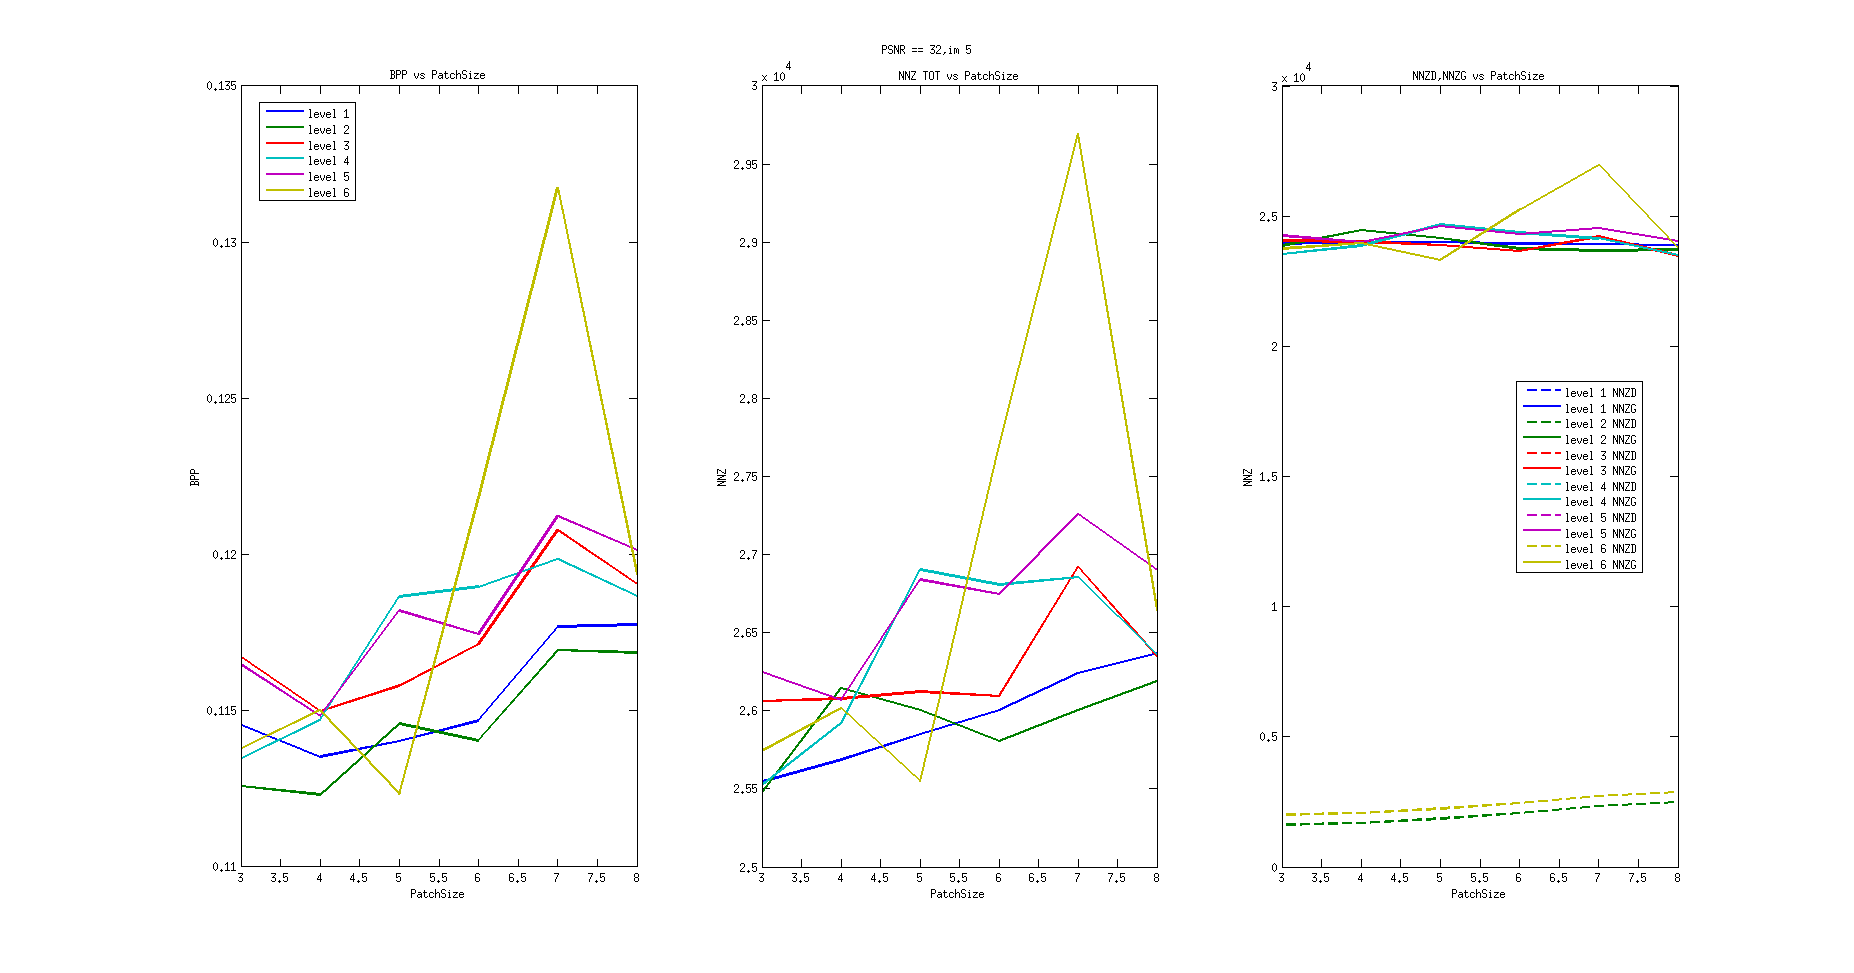 PSNR == 32,im 5
BPP vs PatchSize
0.135
0.13
0.125
0.12
0.115
0.11
BPP
level 1
level 2
level 3
level 4
level 5
level 6
3 3.5 4 4.5 5 5.5 6 6.5 7 7.5 8
PatchSize
x 10^4
NNZ TOT vs PatchSize
3
2.95
2.9
2.85
2.8
2.75
2.7
2.65
2.6
2.55
2.5
NNZ
3 3.5 4 4.5 5 5.5 6 6.5 7 7.5 8
PatchSize
x 10^4
NNZD,NNZG vs PatchSize
3
2.5
2
1.5
1
0.5
0
NNZ
level 1 NNZD
level 1 NNZG
level 2 NNZD
level 2 NNZG
level 3 NNZD
level 3 NNZG
level 4 NNZD
level 4 NNZG
level 5 NNZD
level 5 NNZG
level 6 NNZD
level 6 NNZG
3 3.5 4 4.5 5 5.5 6 6.5 7 7.5 8
PatchSize